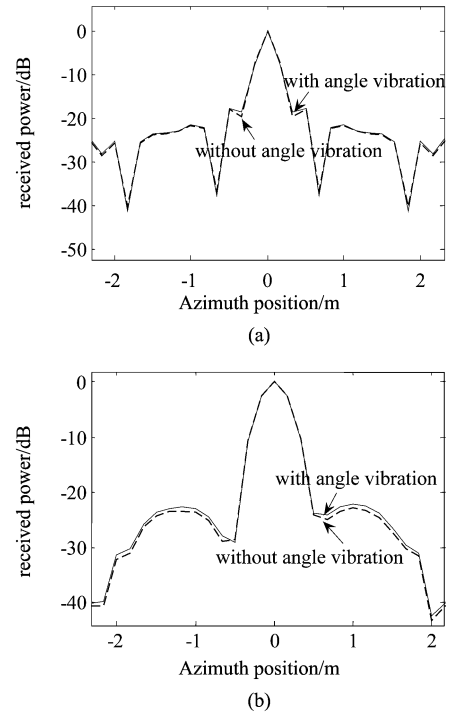 0
-10
-20
-30
-40
-50
received power/dB
with angle vibration
without angle vibration
-2 -1 0 1 2
Azimuth position/m
(a)
0
-10
-20
-30
-40
received power/dB
with angle vibration
without angle vibration
-2 -1 0 1 2
Azimuth position/m
(b)